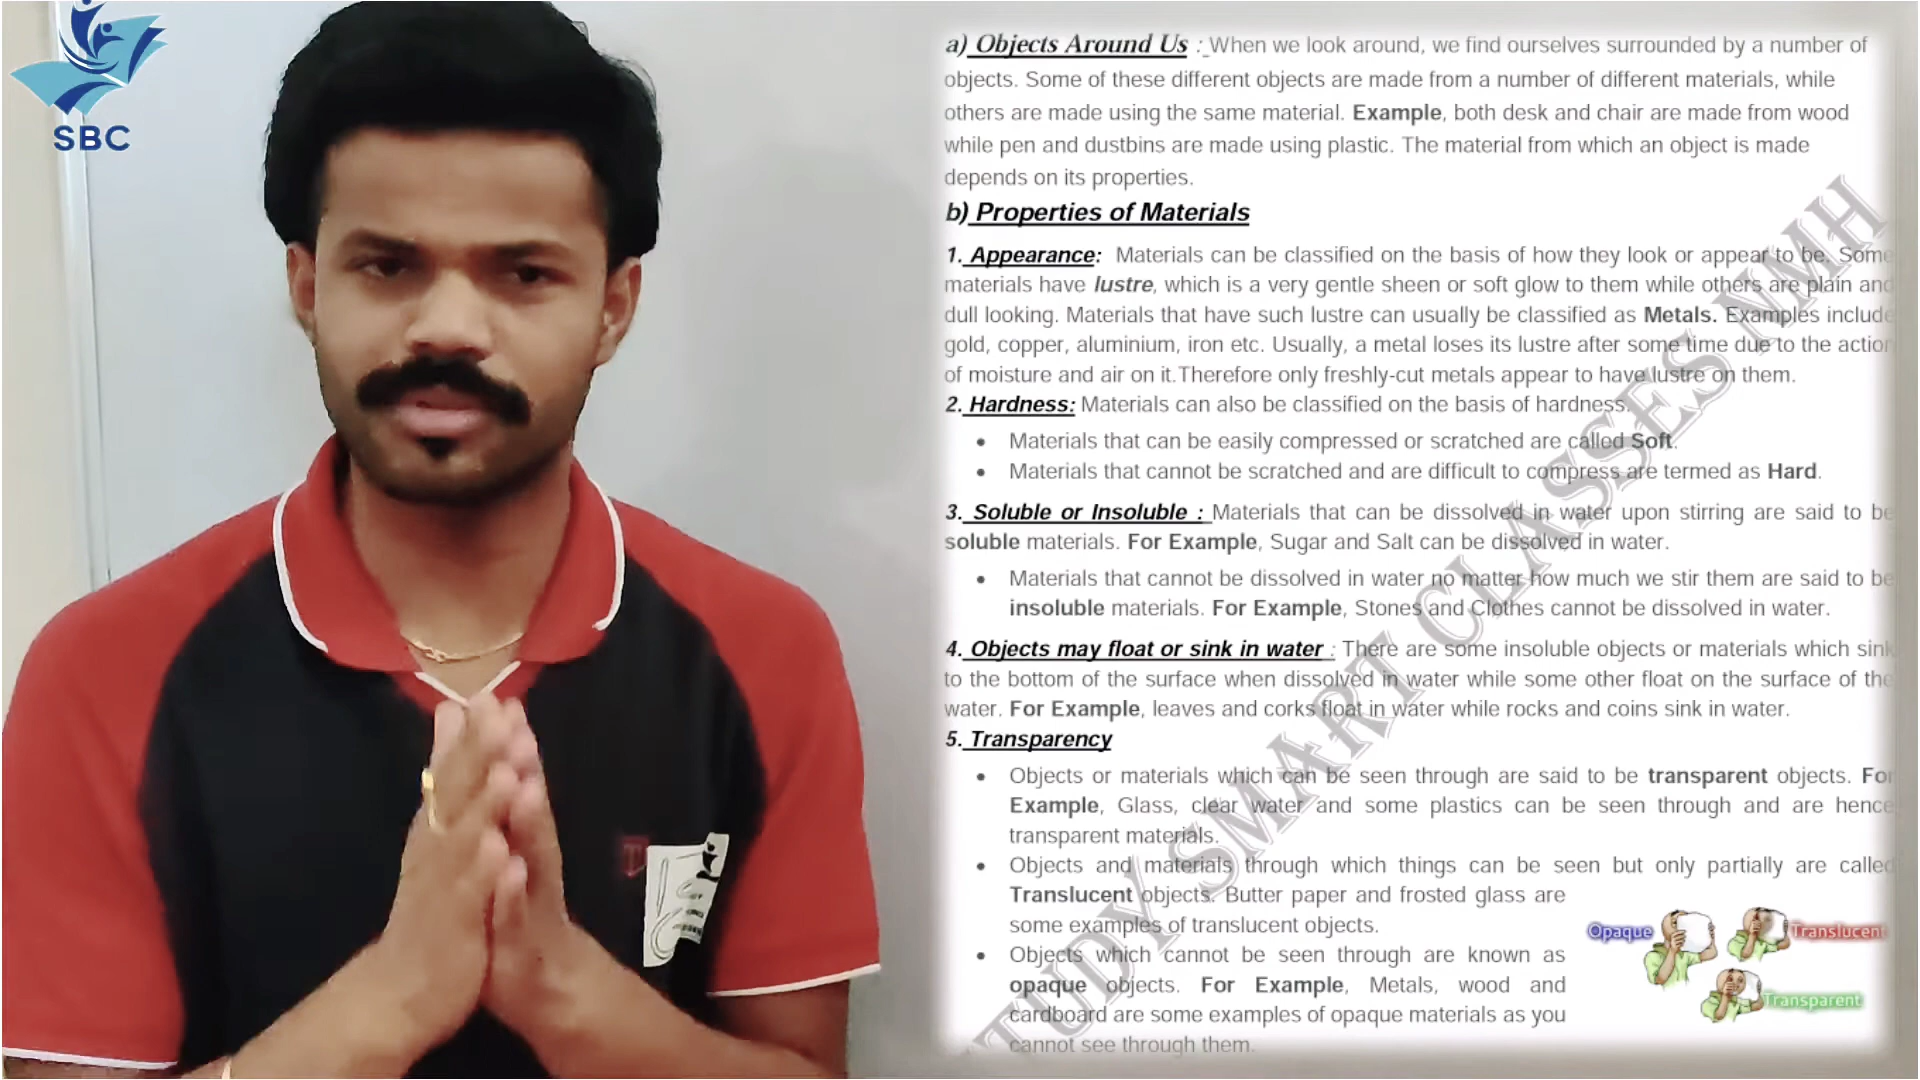 SBC
a) Objects Around Us : When we look around, we find ourselves surrounded by a number of
objects. Some of these different objects are made from a number of different materials, while
others are made using the same material. Example, both desk and chair are made from wood
while pen and dustbins are made using plastic. The material from which an object is made
depends on its properties.
b) Properties of Materials
1. Appearance: Materials can be classified on the basis of how they look or appear to be. Some
materials have lustre, which is a very gentle sheen or soft glow to them while others are plain and
dull looking. Materials that have such lustre can usually be classified as Metals. Examples include
gold, copper, aluminium, iron etc. Usually, a metal loses its lustre after some time due to the action
of moisture and air on it.Therefore only freshly-cut metals appear to have lustre on them.
2. Hardness: Materials can also be classified on the basis of hardness.
• Materials that can be easily compressed or scratched are called Soft.
• Materials that cannot be scratched and are difficult to compress are termed as Hard.
3. Soluble or Insoluble : Materials that can be dissolved in water upon stirring are said to be
soluble materials. For Example, Sugar and Salt can be dissolved in water.
• Materials that cannot be dissolved in water no matter how much we stir them are said to be
insoluble materials. For Example, Stones and Clothes cannot be dissolved in water.
4. Objects may float or sink in water : There are some insoluble objects or materials which sink
to the bottom of the surface when dissolved in water while some other float on the surface of the
water. For Example, leaves and corks float in water while rocks and coins sink in water.
5. Transparency
• Objects or materials which can be seen through are said to be transparent objects. For
Example, Glass, clear water and some plastics can be seen through and are hence
transparent materials.
• Objects and materials through which things can be seen but only partially are called
Translucent objects. Butter paper and frosted glass are
some examples of translucent objects.
• Objects which cannot be seen through are known as
opaque objects. For Example, Metals, wood and
cardboard are some examples of opaque materials as you
cannot see through them.
Opaque
Translucent
Transparent
STUDY SMART CLASSES NMH